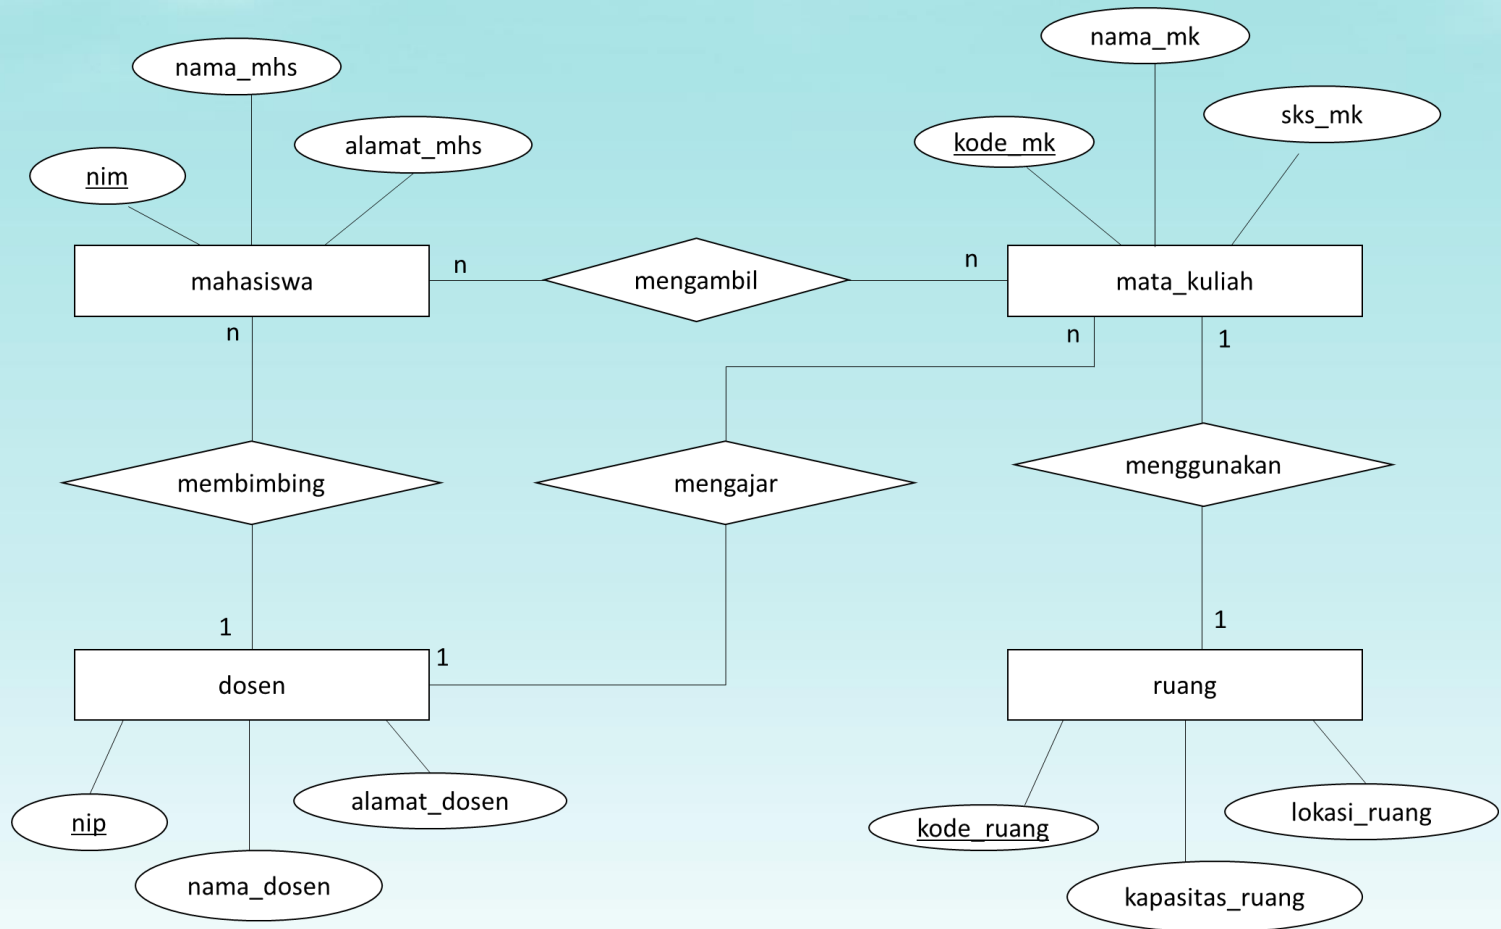 nama_mk
nama_mhs
sks_mk
kode_mk
alamat_mhs
nim
mahasiswa
n
mengambil
n
mata_kuliah
n
n
1
membimbing
mengajar
menggunakan
1
1
1
dosen
ruang
nip
alamat_dosen
nama_dosen
kode_ruang
lokasi_ruang
kapasitas_ruang